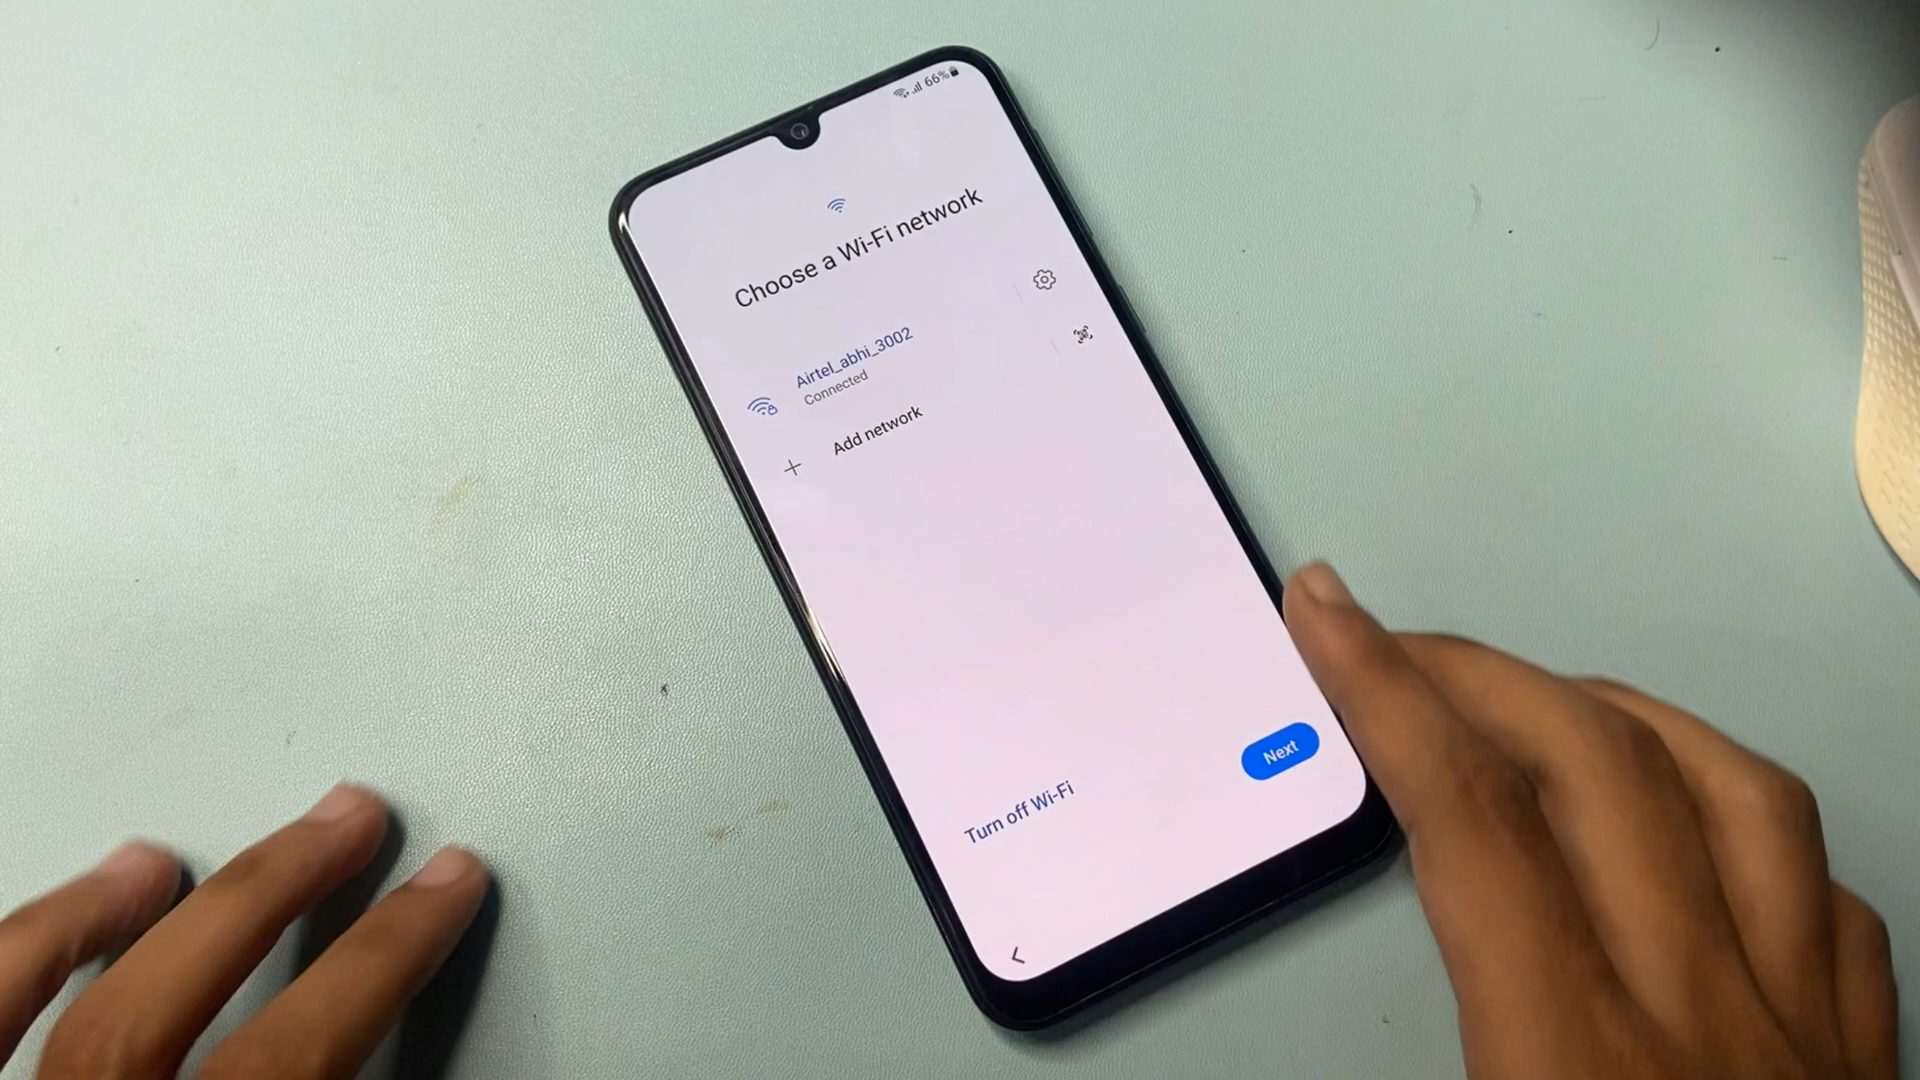 66%
Choose a Wi-Fi network
Airtel_abhi_3002
Connected
Add network
Turn off Wi-Fi
Next